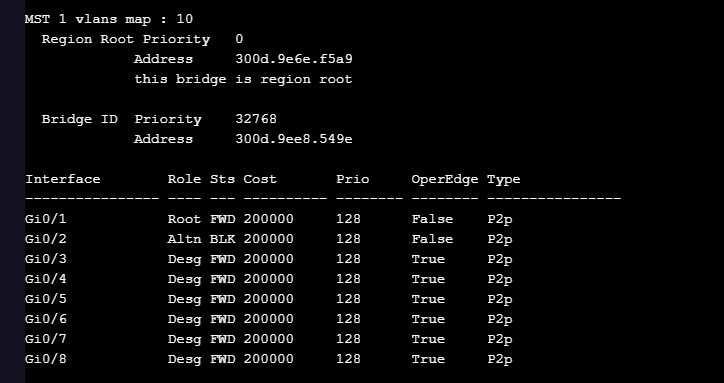 MST 1 vlans map : 10
Region Root Priority 0
Address 300d.9e6e.f5a9
this bridge is region root
Bridge ID Priority 32768
Address 300d.9ee8.549e
Interface Role Sts Cost Prio OperEdge Type
---------------- ---- --- ---------- -------- -------- ----------------
Gi0/1 Root FWD 200000 128 False P2p
Gi0/2 Altn BLK 200000 128 False P2p
Gi0/3 Desg FWD 200000 128 True P2p
Gi0/4 Desg FWD 200000 128 True P2p
Gi0/5 Desg FWD 200000 128 True P2p
Gi0/6 Desg FWD 200000 128 True P2p
Gi0/7 Desg FWD 200000 128 True P2p
Gi0/8 Desg FWD 200000 128 True P2p